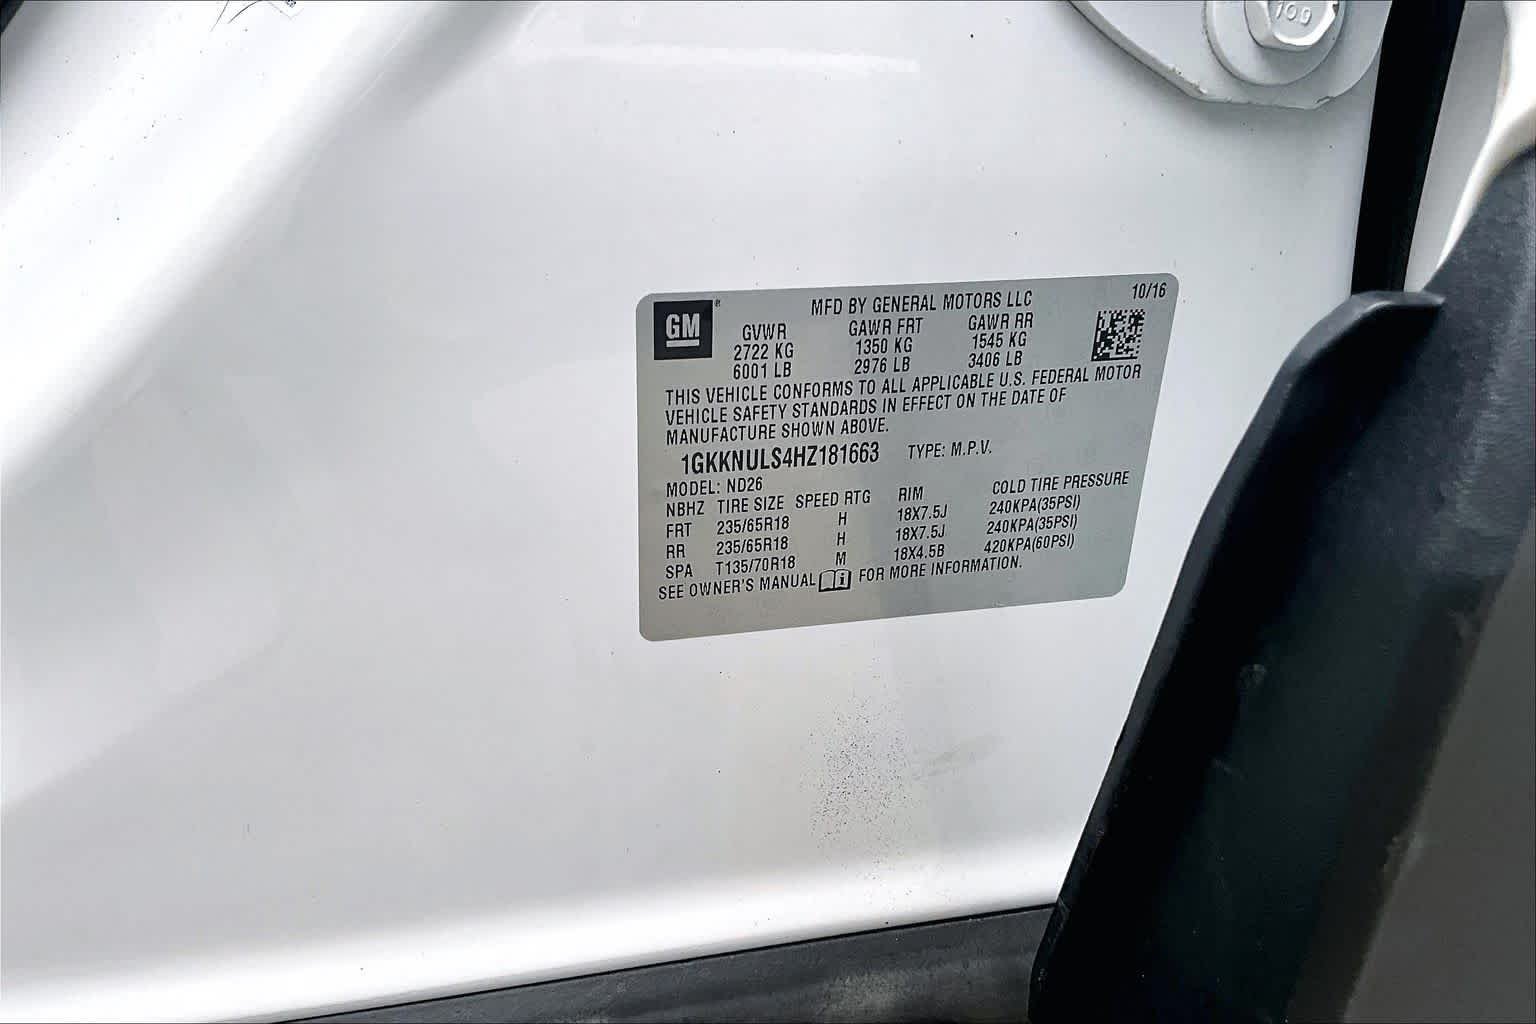 10.9
GM®
MFD BY GENERAL MOTORS LLC 10/16
GVWR GAWR FRT GAWR RR
2722 KG 1350 KG 1545 KG
6001 LB 2976 LB 3406 LB
THIS VEHICLE CONFORMS TO ALL APPLICABLE U.S. FEDERAL MOTOR
VEHICLE SAFETY STANDARDS IN EFFECT ON THE DATE OF
MANUFACTURE SHOWN ABOVE.
1GKKNULS4HZ181663 TYPE: M.P.V.
MODEL: ND26
NBHZ TIRE SIZE SPEED RTG RIM COLD TIRE PRESSURE
FRT 235/65R18 H 18X7.5J 240KPA(35PSI)
RR 235/65R18 H 18X7.5J 240KPA(35PSI)
SPA T135/70R18 M 18X4.5B 420KPA(60PSI)
SEE OWNER'S MANUAL i FOR MORE INFORMATION.